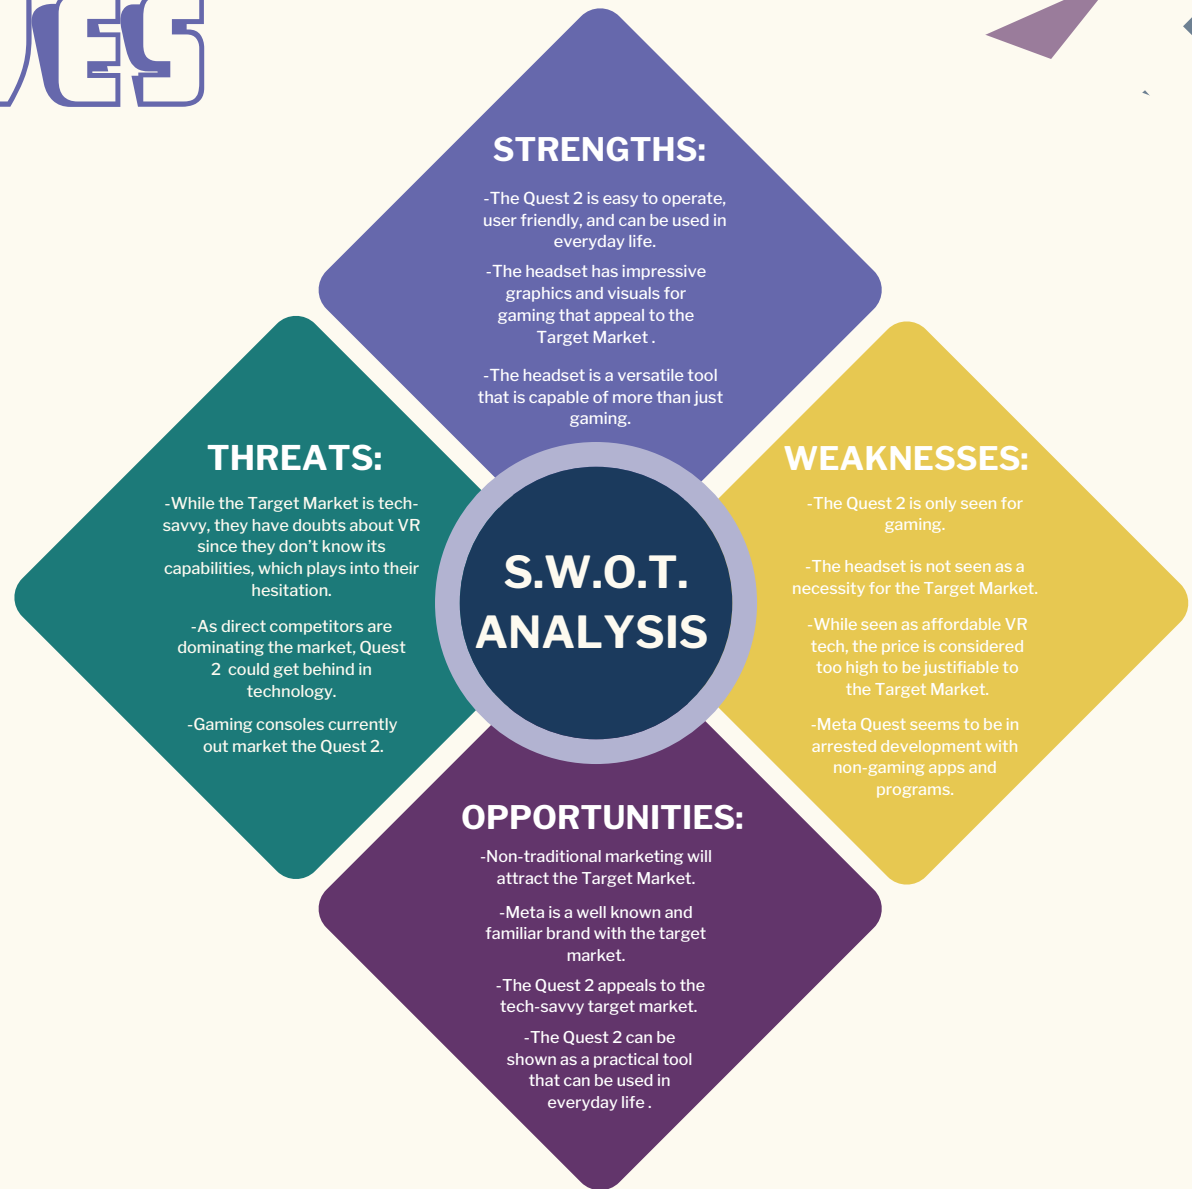 STRENGTHS:
-The Quest 2 is easy to operate,
user friendly, and can be used in
everyday life.
-The headset has impressive
graphics and visuals for
gaming that appeal to the
Target Market .
-The headset is a versatile tool
that is capable of more than just
gaming.
THREATS:
-While the Target Market is tech-
savvy, they have doubts about VR
since they don’t know its
capabilities, which plays into their
hesitation.
-As direct competitors are
dominating the market, Quest
2  could get behind in
technology.
-Gaming consoles currently
out market the Quest 2.
S.W.O.T.
ANALYSIS
WEAKNESSES:
-The Quest 2 is only seen for
gaming.
-The headset is not seen as a
necessity for the Target Market.
-While seen as affordable VR
tech, the price is considered
too high to be justifiable to
the Target Market.
-Meta Quest seems to be in
arrested development with
non-gaming apps and
programs.
OPPORTUNITIES:
-Non-traditional marketing will
attract the Target Market.
-Meta is a well known and
familiar brand with the target
market.
-The Quest 2 appeals to the
tech-savvy target market.
-The Quest 2 can be
shown as a practical tool
that can be used in
everyday life .